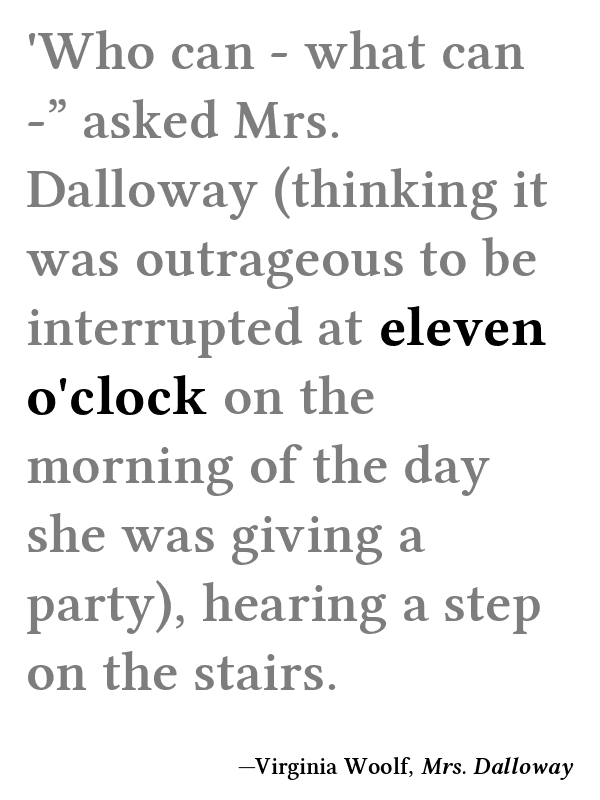 'Who can - what can
-” asked Mrs.
Dalloway (thinking it
was outrageous to be
interrupted at eleven
o'clock on the
morning of the day
she was giving a
party), hearing a step
on the stairs.
—Virginia Woolf, Mrs. Dalloway